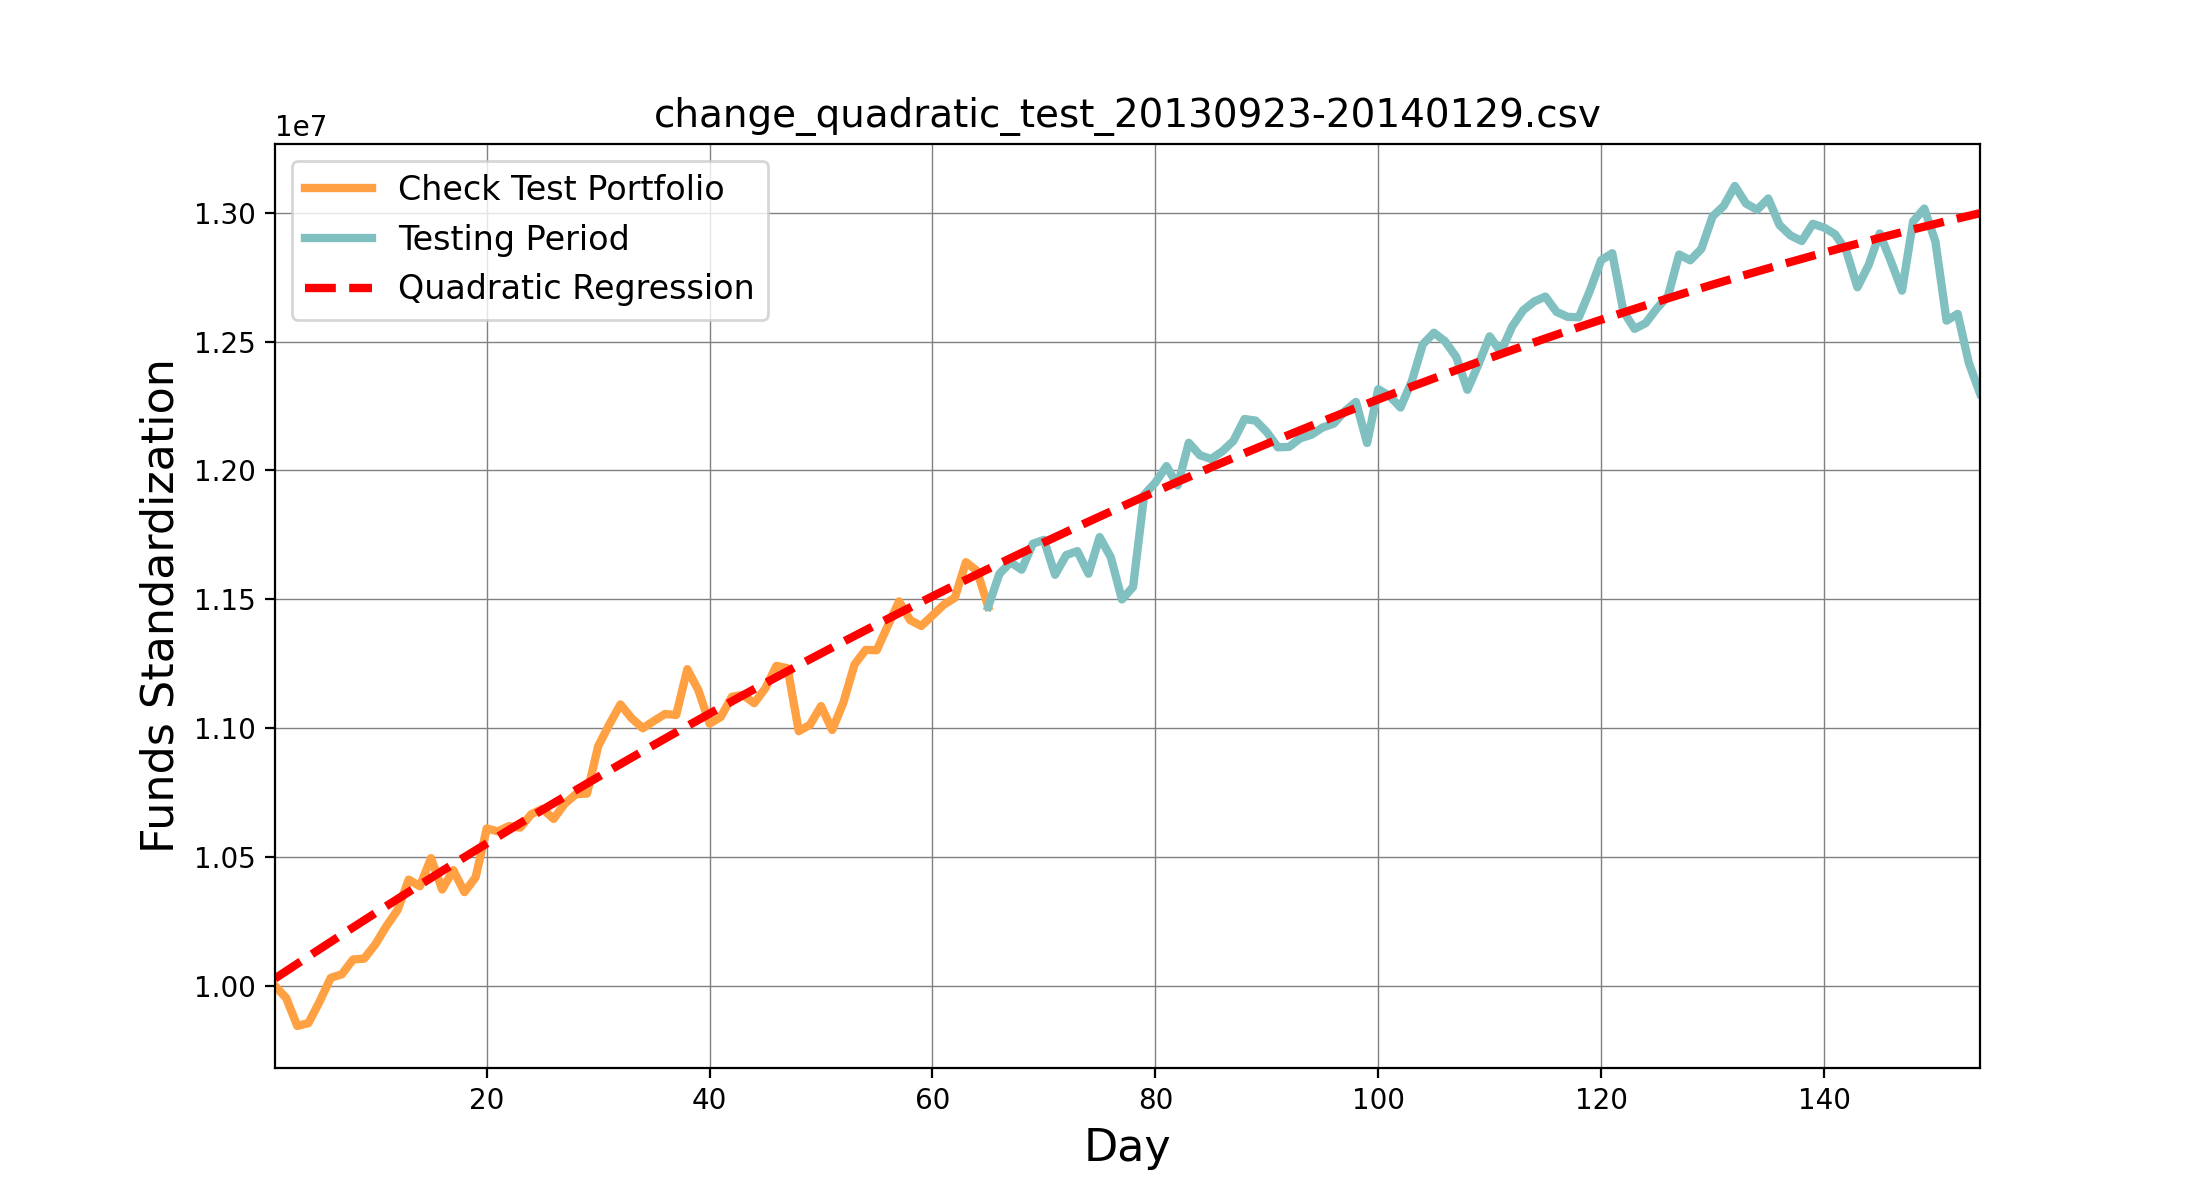 change_quadratic_test_20130923-20140129.csv
1e7
Check Test Portfolio
Testing Period
Quadratic Regression
Funds Standardization
1.30
1.25
1.20
1.15
1.10
1.05
1.00
20 40 60 80 100 120 140
Day